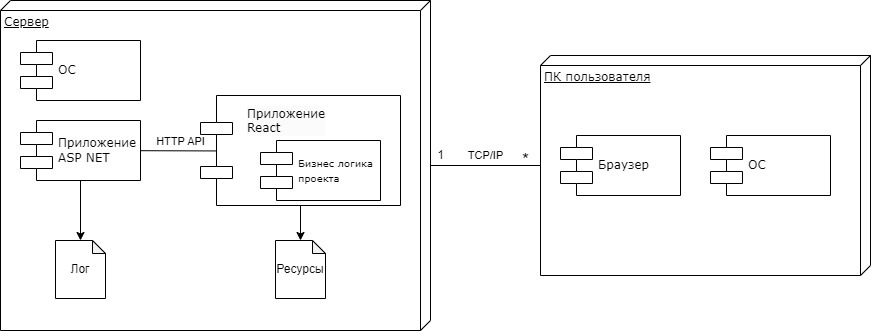 Сервер
ОС
Приложение
ASP NET
HTTP API
Приложение
React
Бизнес логика
проекта
Лог
Ресурсы
1
TCP/IP
*
ПК пользователя
Браузер
ОС